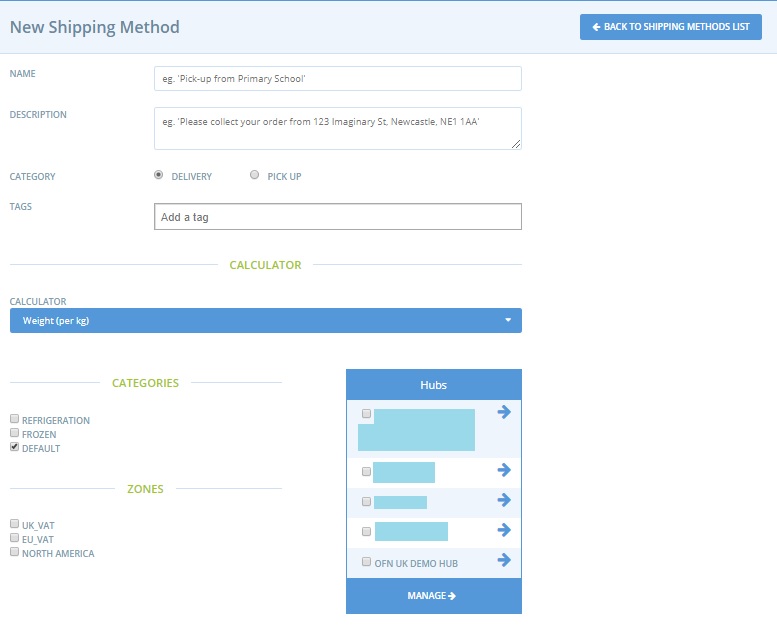 New Shipping Method
BACK TO SHIPPING METHODS LIST
NAME
eg. 'Pick-up from Primary School'
DESCRIPTION
eg. 'Please collect your order from 123 Imaginary St, Newcastle, NE1 1AA'
CATEGORY
DELIVERY
PICK UP
TAGS
Add a tag
CALCULATOR
CALCULATOR
Weight (per kg)
CATEGORIES
REFRIGERATION
FROZEN
DEFAULT
ZONES
UK_VAT
EU_VAT
NORTH AMERICA
Hubs
OFN UK DEMO HUB
MANAGE